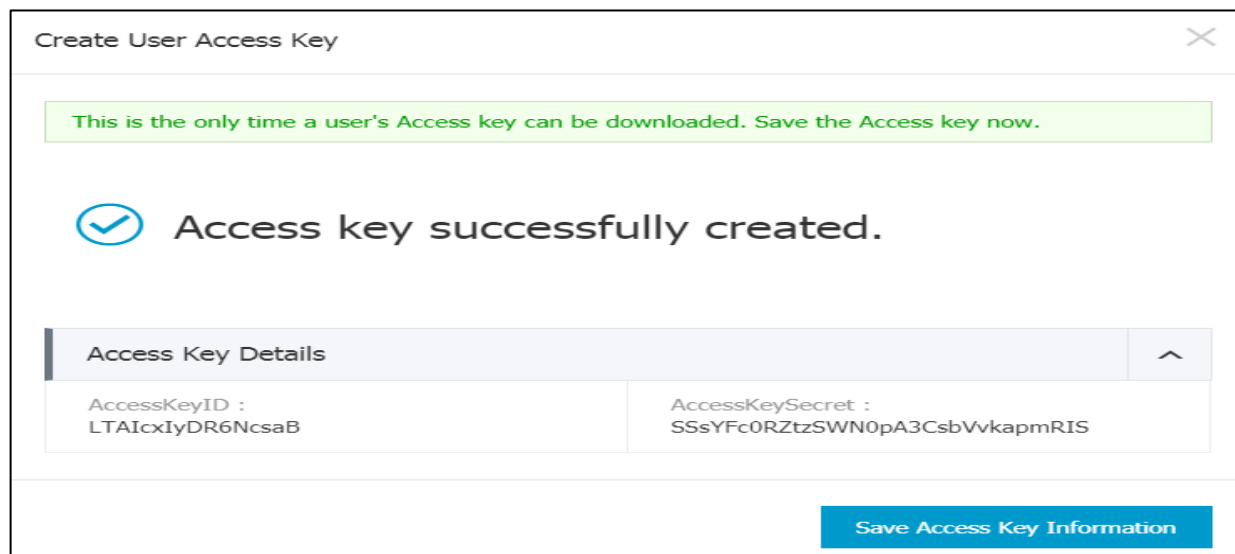 Create User Access Key
This is the only time a user's Access key can be downloaded. Save the Access key now.
Access key successfully created.
Access Key Details
AccessKeyID :
LTAIcxIyDR6NcsaB
AccessKeySecret :
SSsYFc0RZtzSWN0pA3CsbVvkapmRIS
Save Access Key Information